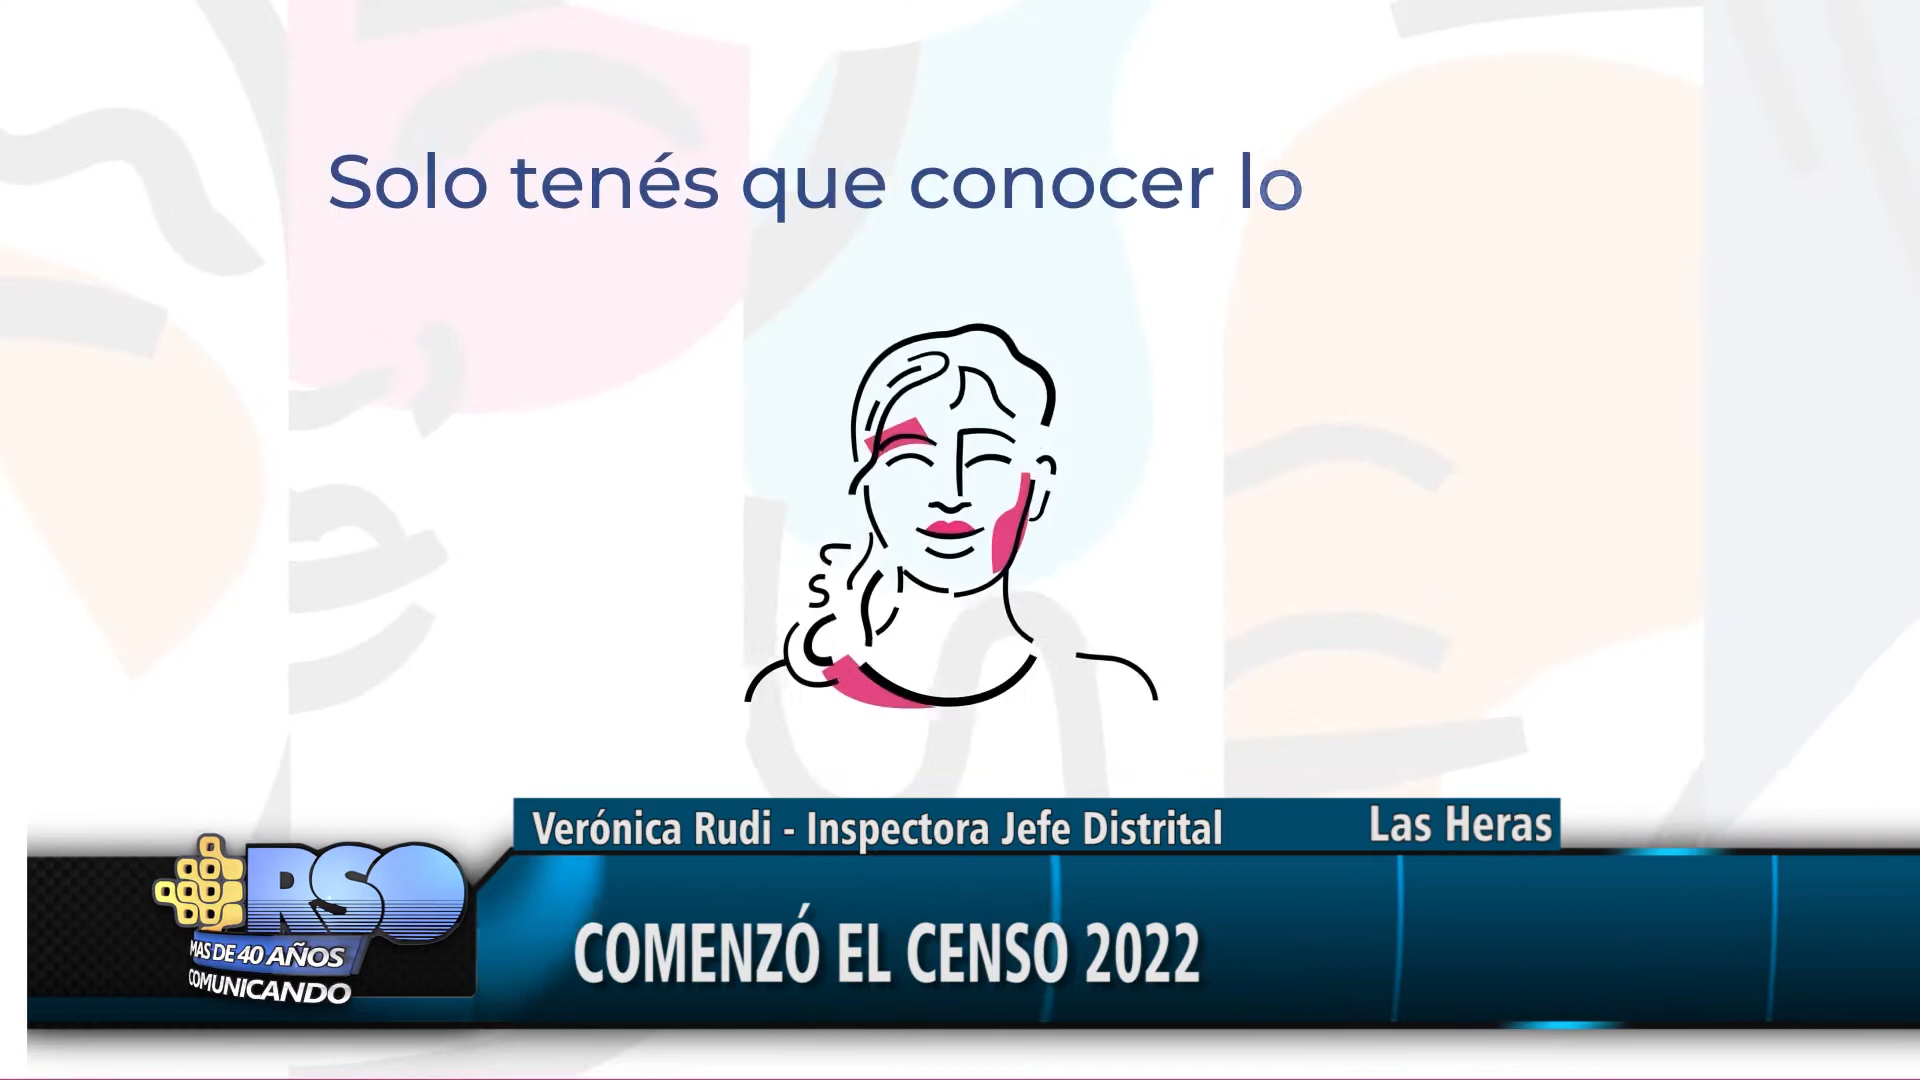 Solo tenés que conocer lo
Verónica Rudi - Inspectora Jefe Distrital
Las Heras
RSO
MAS DE 40 AÑOS
COMUNICANDO
COMENZÓ EL CENSO 2022